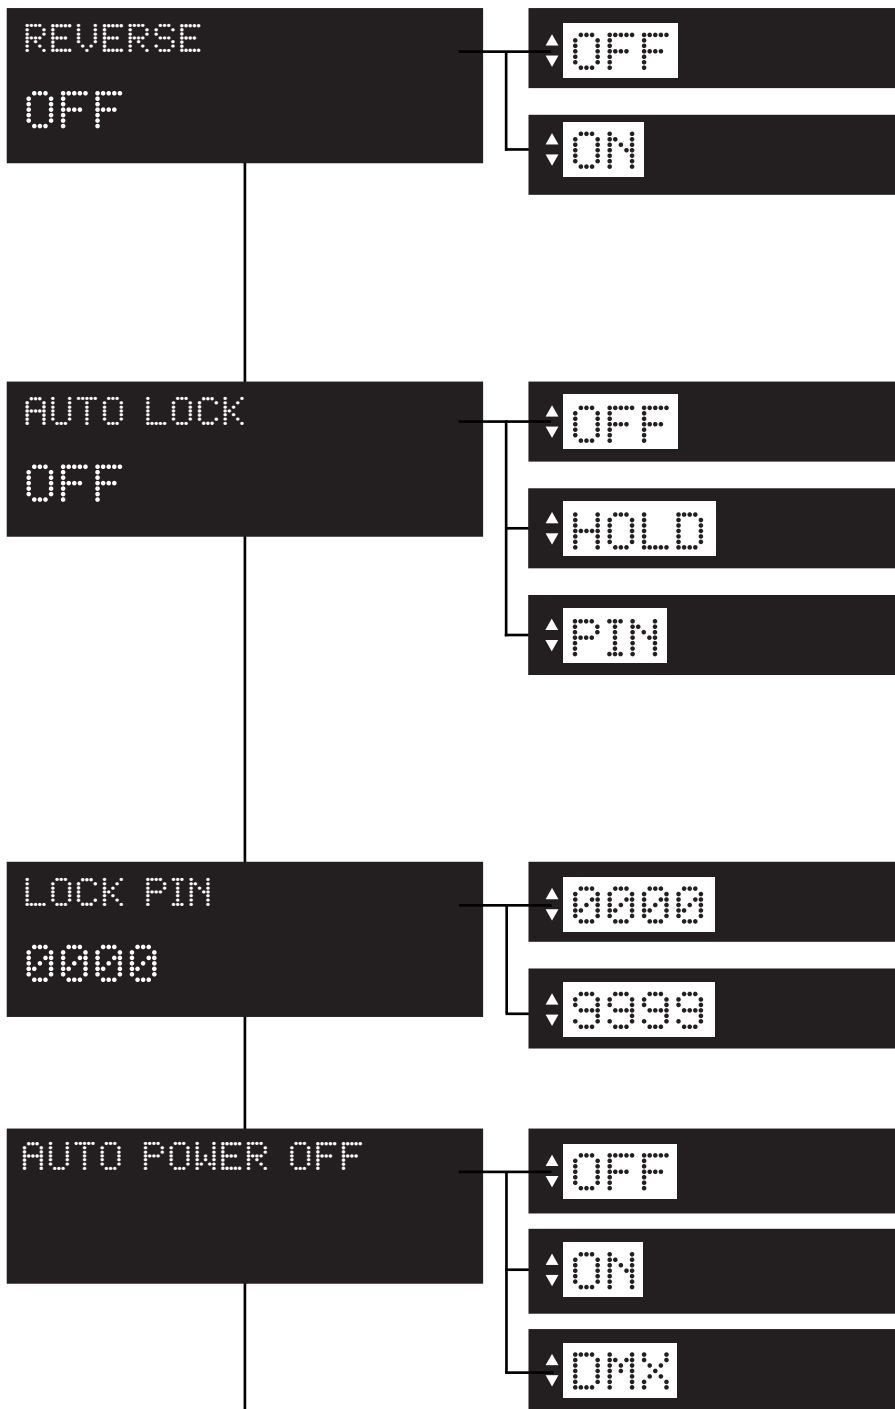 REVERSE
OFF
OFF
ON
AUTO LOCK
OFF
OFF
HOLD
PIN
LOCK PIN
0000
0000
9999
AUTO POWER OFF
OFF
ON
DMX